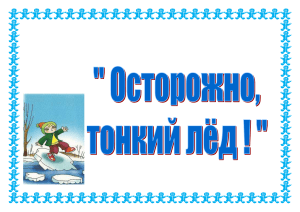 " Осторожно,
тонкий лёд ! "